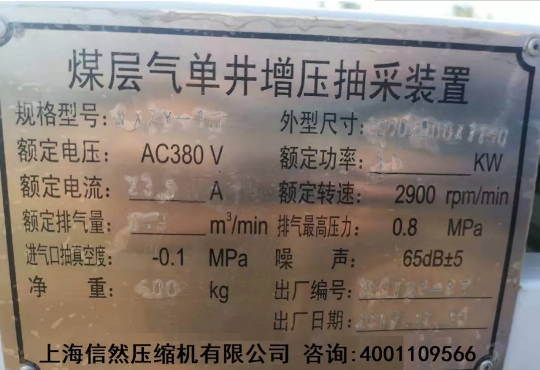 煤层气单井增压抽采装置
规格型号: 外型尺寸:
额定电压: AC380 V 额定功率: KW
额定电流: A 额定转速: 2900 rpm/min
额定排气量: m³/min 排气最高压力: 0.8 MPa
进气口抽真空度: -0.1 MPa 噪 声: 65dB±5
净 重: 600 kg 出厂编号:
出厂日期:
上海信然压缩机有限公司 咨询:4001109566